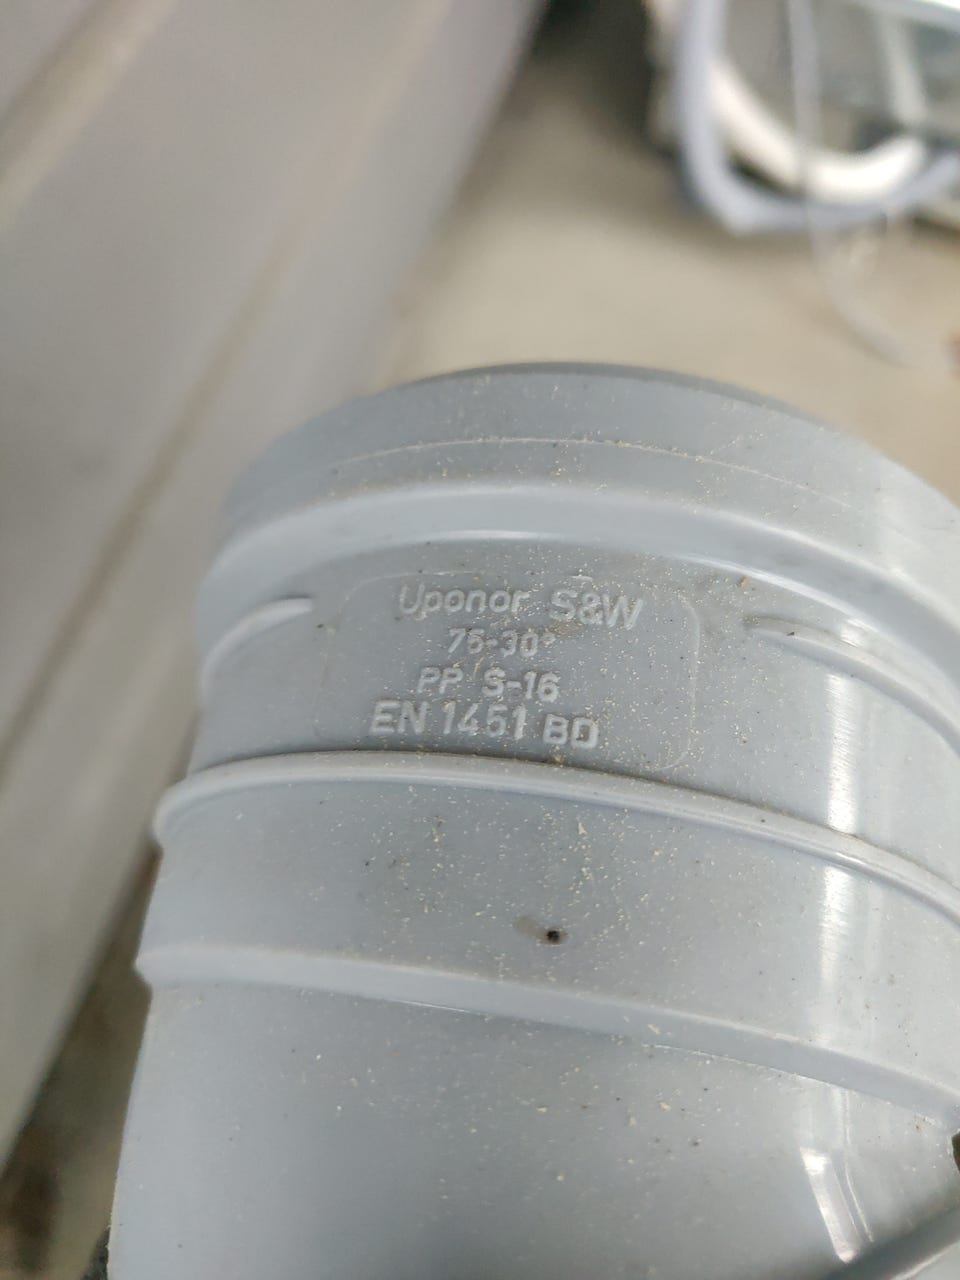 Uponor S&W
75-30°
PP S-16
EN 1451 BD